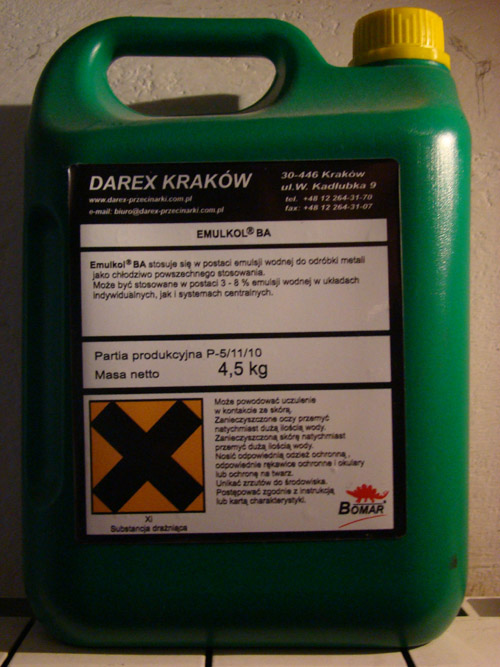 DAREX KRAKÓW
www.darex-przecinarki.com.pl
e-mail: biuro@darex-przecinarki.com.pl
30-446 Kraków
ul.W. Kadłubka 9
tel. +48 12 264-31-70
fax: +48 12 264-31-07
EMULKOL® BA
Emulkol® BA stosuje się w postaci emulsji wodnej do odróbki metali
jako chłodziwo powszechnego stosowania.
Może być stosowane w postaci 3 - 8 % emulsji wodnej w układach
indywidualnych, jak i systemach centralnych.
Partia produkcyjna P-5/11/10
Masa netto 4,5 kg
Może powodować uczulenie
w kontakcie ze skórą.
Zanieczyszczone oczy przemyć
natychmiast dużą ilością wody.
Zanieczyszczoną skórę natychmiast
przemyć dużą ilością wody.
Nosić odpowiednią odzież ochronną,
odpowiednie rękawice ochronne i okulary
lub ochronę na twarz.
Unikać zrzutów do środowiska.
Postępować zgodnie z instrukcją
lub kartą charakterystyki.
Xi
Substancja drażniąca
BOMAR